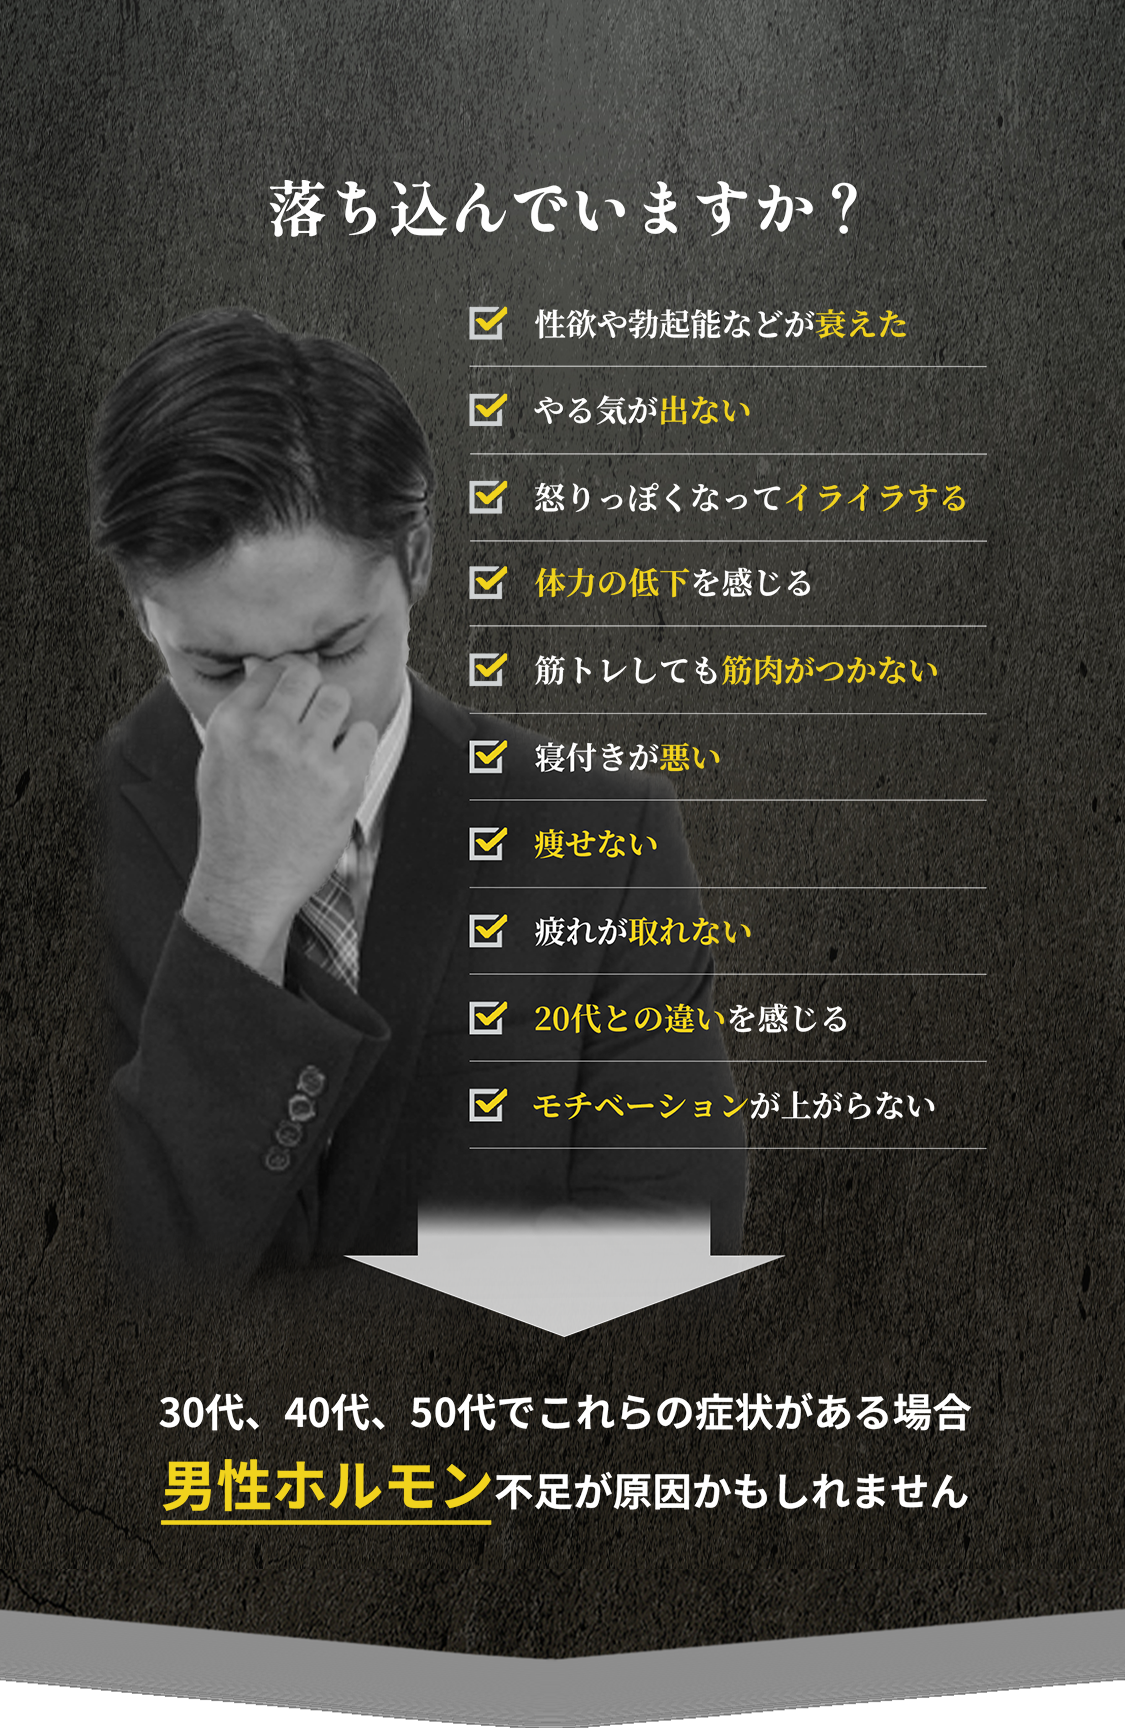 落ち込んでいますか？
性欲や勃起能などが衰えた
やる気が出ない
怒りっぽくなってイライラする
体力の低下を感じる
筋トレしても筋肉がつかない
寝付きが悪い
痩せない
疲れが取れない
20代との違いを感じる
モチベーションが上がらない
30代、40代、50代でこれらの症状がある場合
男性ホルモン不足が原因かもしれません